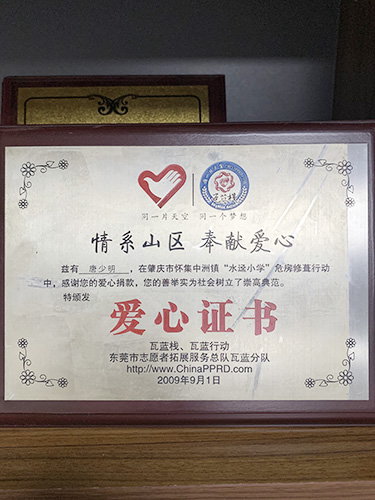 同一片天空 同一个梦想
情系山区 奉献爱心
兹有 唐少明 ，在肇庆市怀集中洲镇“水没小学”危房修葺行动
中，感谢您的爱心捐款，您的善举实为社会树立了崇高典范。
特颁发
爱心证书
瓦蓝栈、瓦蓝行动
东莞市志愿者拓展服务总队瓦蓝分队
http://www.ChinaPPRD.com
2009年9月1日